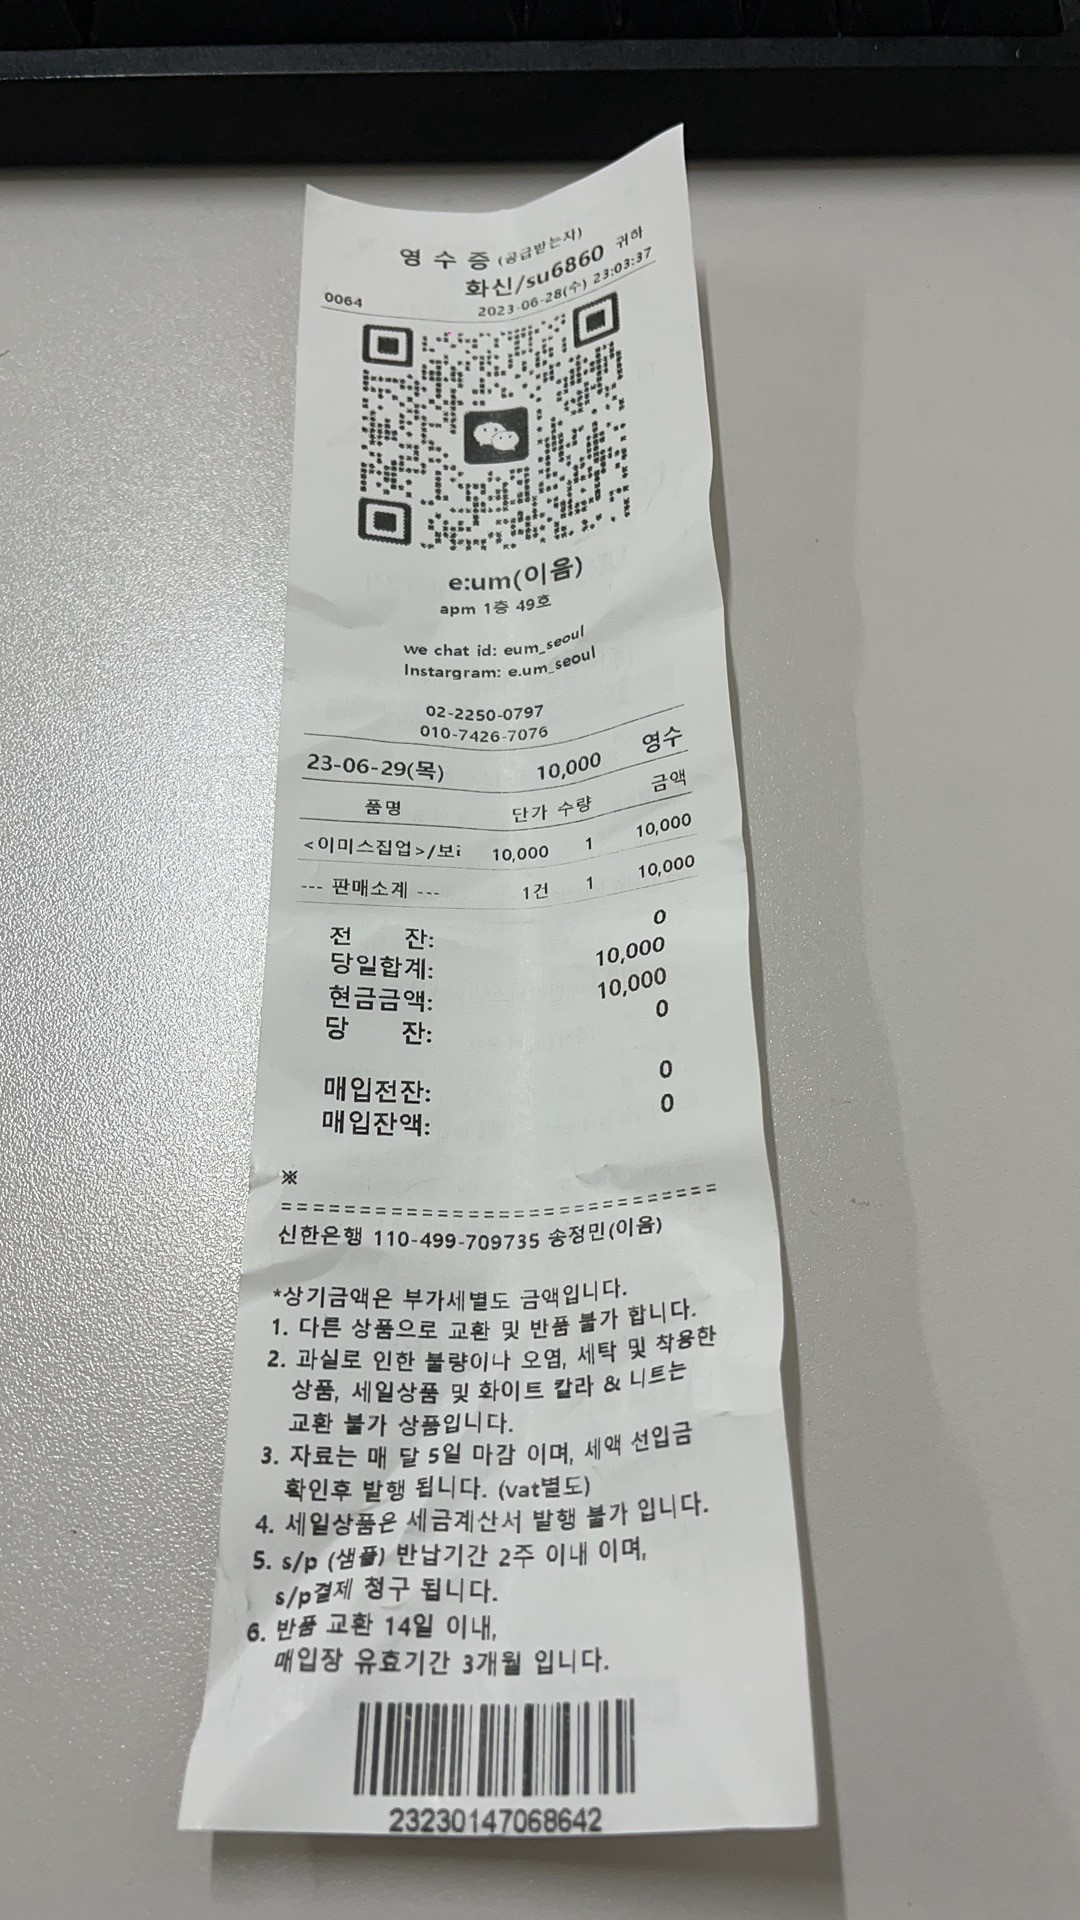 영 수 증 (공급받는자)
화신/su6860 귀하
0064 2023-06-28(수) 23:03:37
e:um(이음)
apm 1층 49호
we chat id: eum_seoul
Instargram: e.um_seoul
02-2250-0797
010-7426-7076
23-06-29(목) 10,000 영수
품명 단가 수량 금액
<이미스집업>/보i 10,000 1 10,000
--- 판매소계 --- 1건 1 10,000
전 잔: 0
당일합계: 10,000
현금금액: 10,000
당 잔: 0
매입전잔: 0
매입잔액: 0
※
==============================
신한은행 110-499-709735 송정민(이음)
*상기금액은 부가세별도 금액입니다.
1. 다른 상품으로 교환 및 반품 불가 합니다.
2. 과실로 인한 불량이나 오염, 세탁 및 착용한
상품, 세일상품 및 화이트 칼라 & 니트는
교환 불가 상품입니다.
3. 자료는 매 달 5일 마감 이며, 세액 선입금
확인후 발행 됩니다. (vat별도)
4. 세일상품은 세금계산서 발행 불가 입니다.
5. s/p (샘플) 반납기간 2주 이내 이며,
s/p결제 청구 됩니다.
6. 반품 교환 14일 이내,
매입장 유효기간 3개월 입니다.
23230147068642